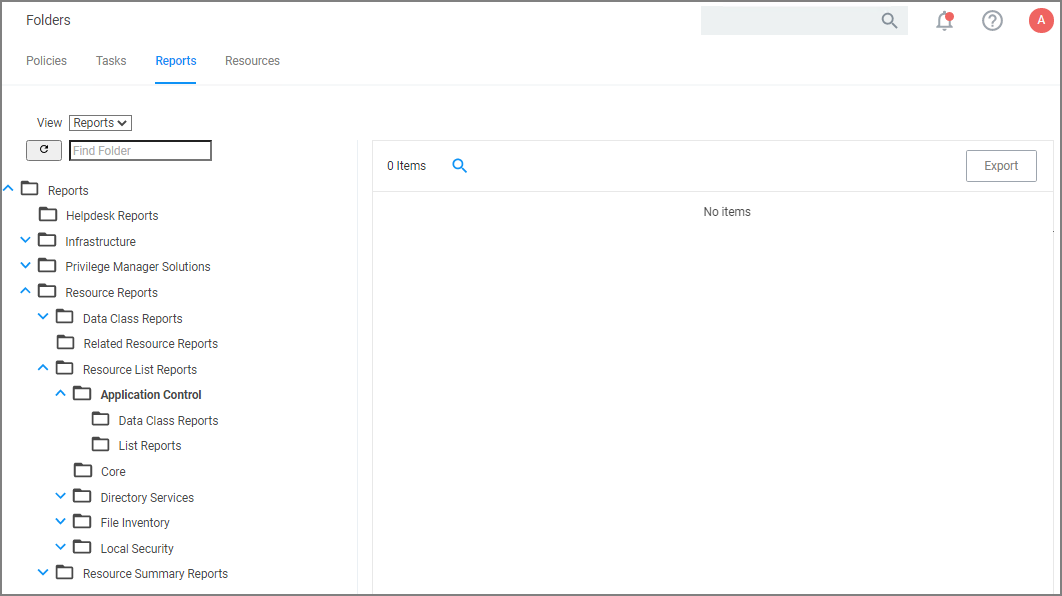 Folders
A
Policies Tasks Reports Resources
View Reports
Find Folder
0 Items Export
No items
Reports
Helpdesk Reports
Infrastructure
Privilege Manager Solutions
Resource Reports
Data Class Reports
Related Resource Reports
Resource List Reports
Application Control
Data Class Reports
List Reports
Core
Directory Services
File Inventory
Local Security
Resource Summary Reports